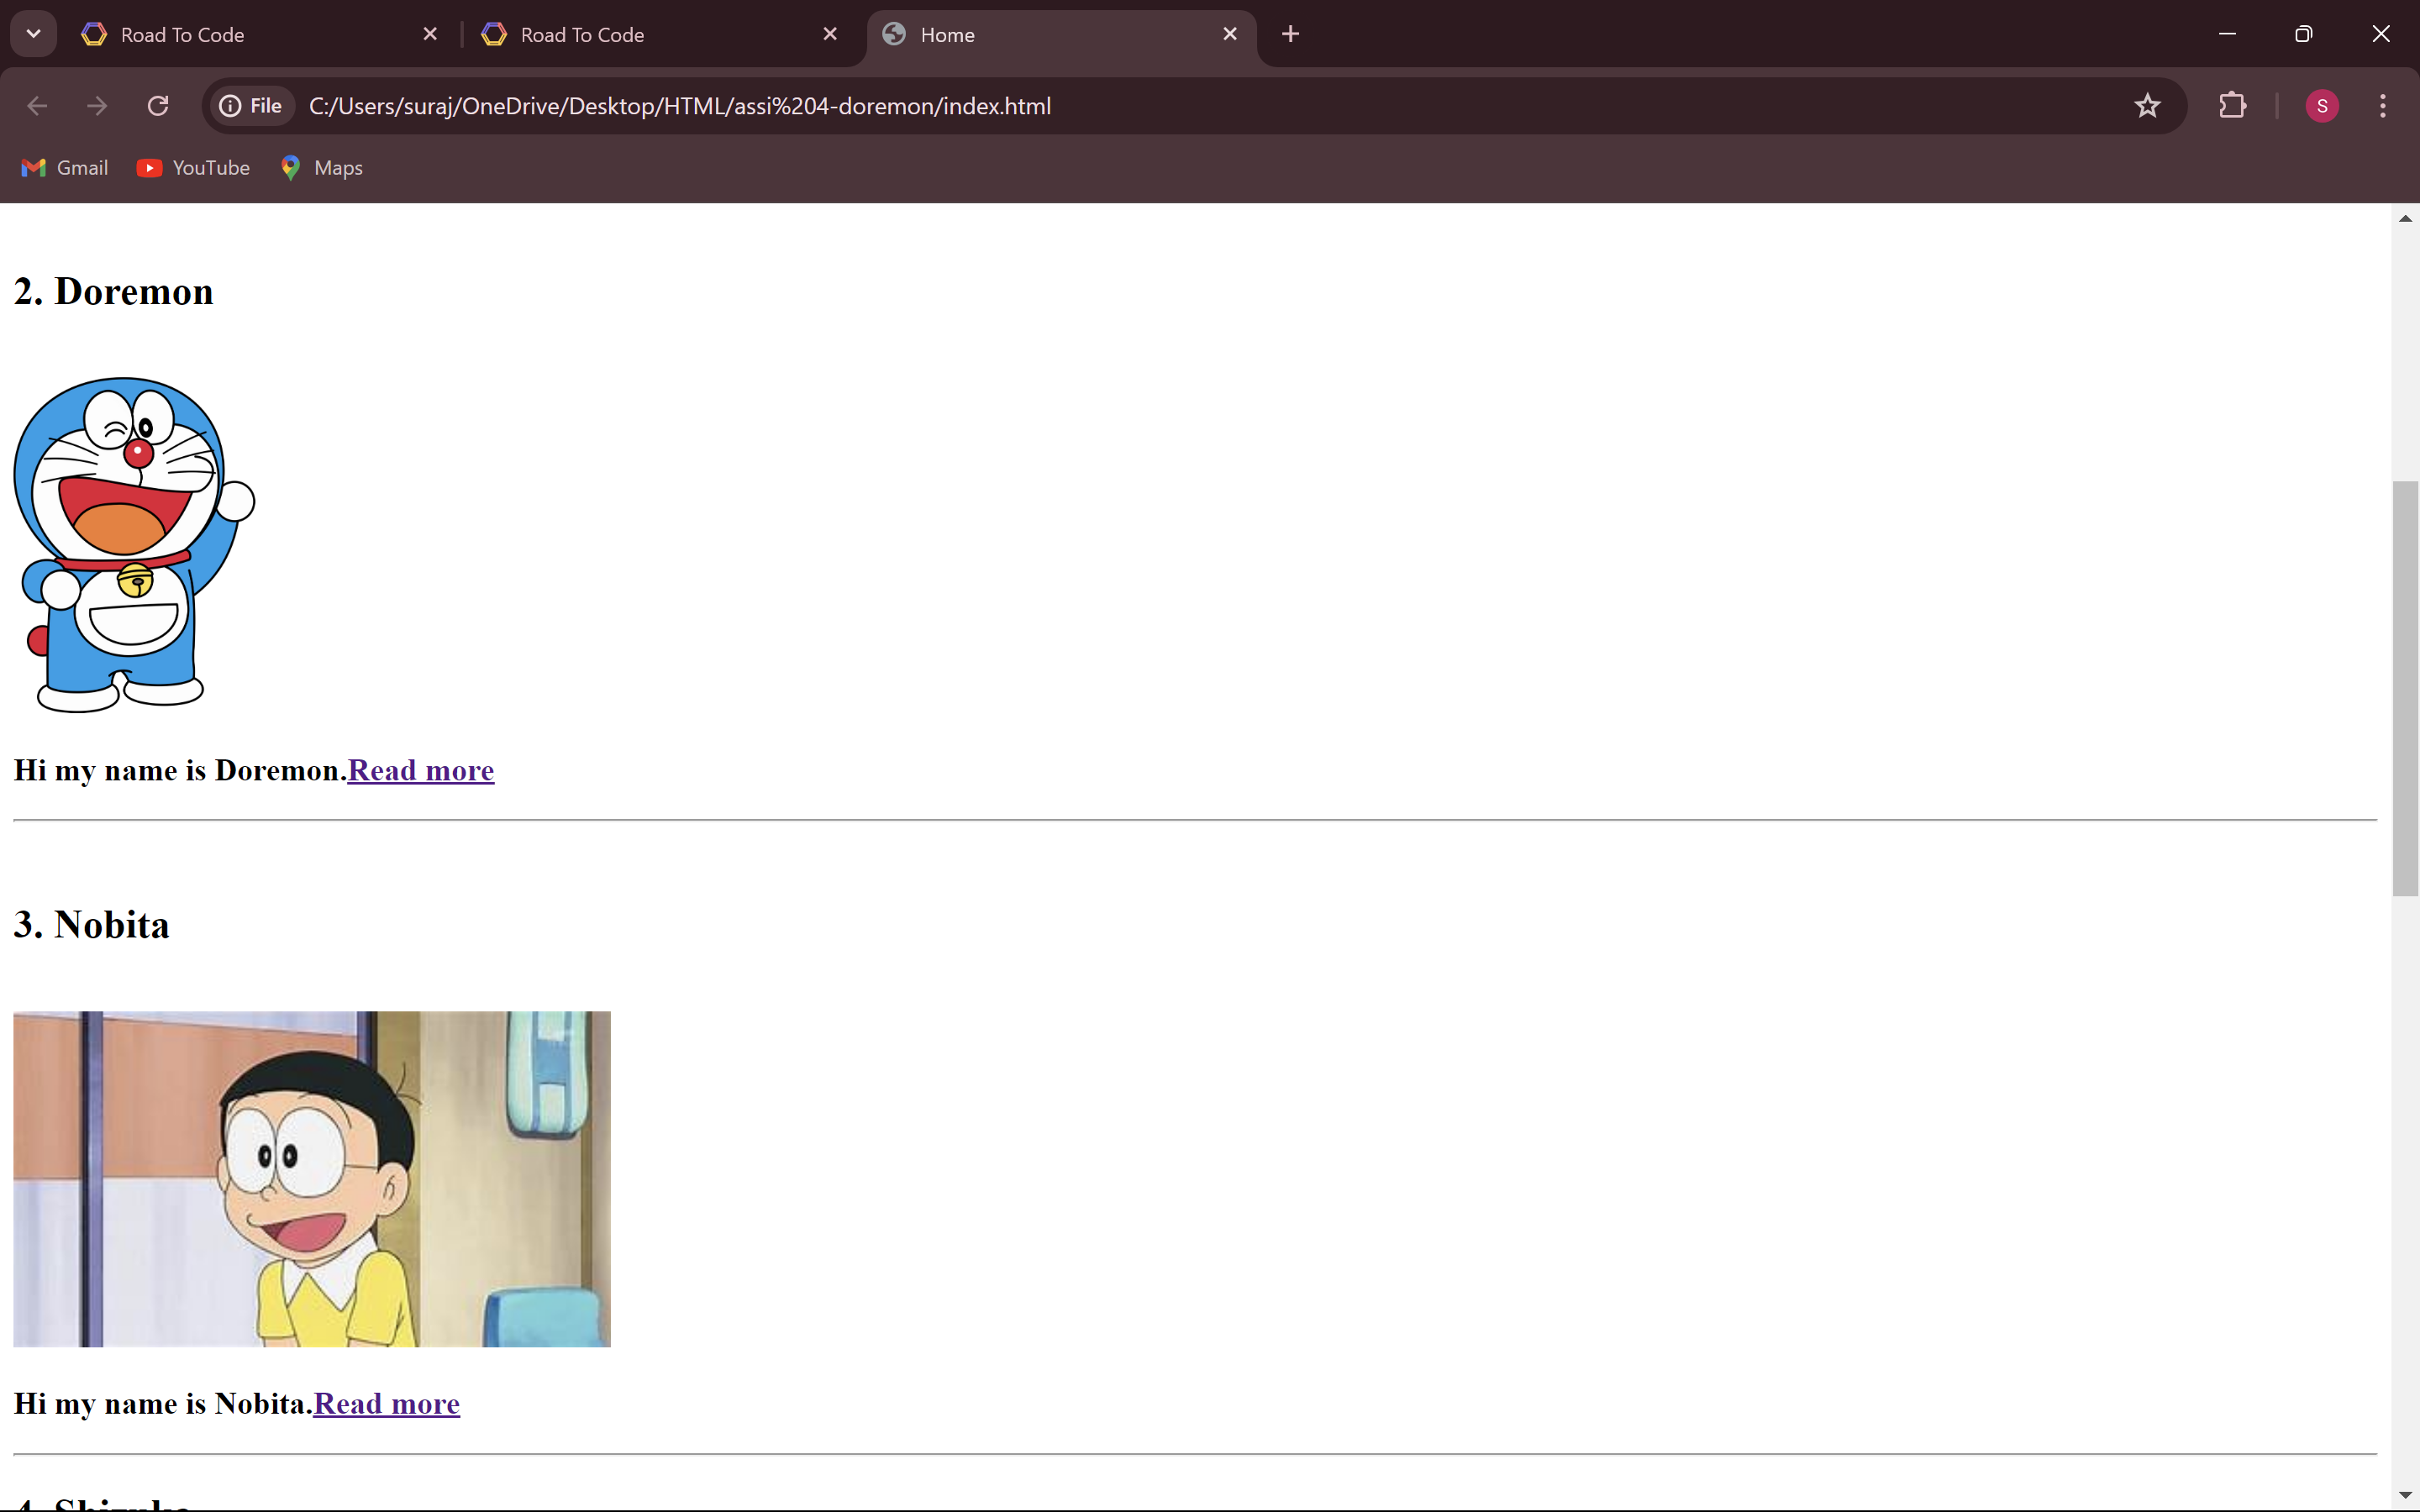 Road To Code
Road To Code
Home
File
C:/Users/suraj/OneDrive/Desktop/HTML/assi%204-doremon/index.html
S
Gmail
YouTube
Maps
2. Doremon
Hi my name is Doremon.Read more
3. Nobita
Hi my name is Nobita.Read more
4. Shizuka